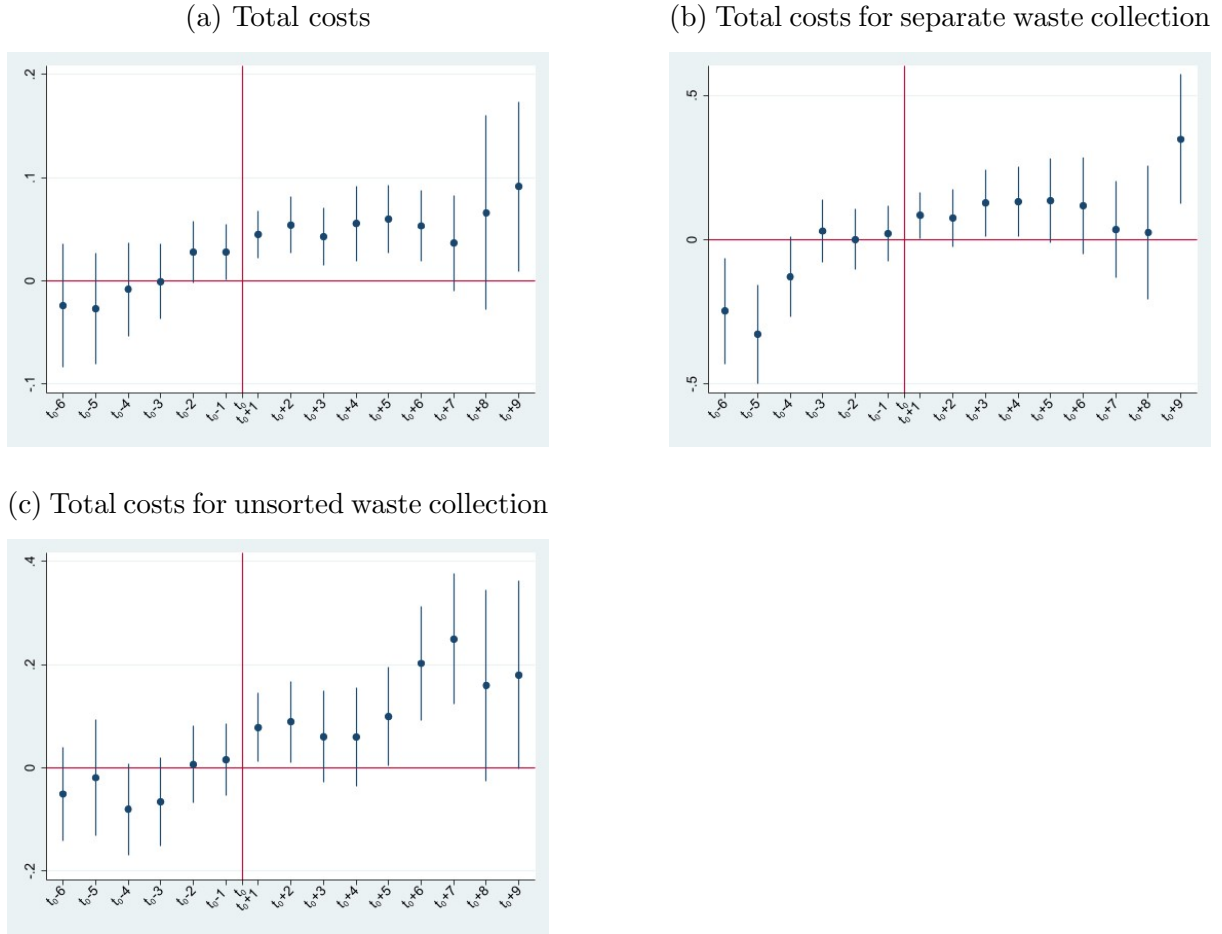 (a) Total costs
.2
.1
0
-.1
t₀-6 t₀-5 t₀-4 t₀-3 t₀-2 t₀-1 t₀ t₀+1 t₀+2 t₀+3 t₀+4 t₀+5 t₀+6 t₀+7 t₀+8 t₀+9
(b) Total costs for separate waste collection
.5
0
-.5
t₀-6 t₀-5 t₀-4 t₀-3 t₀-2 t₀-1 t₀ t₀+1 t₀+2 t₀+3 t₀+4 t₀+5 t₀+6 t₀+7 t₀+8 t₀+9
(c) Total costs for unsorted waste collection
.4
.2
0
-.2
t₀-6 t₀-5 t₀-4 t₀-3 t₀-2 t₀-1 t₀ t₀+1 t₀+2 t₀+3 t₀+4 t₀+5 t₀+6 t₀+7 t₀+8 t₀+9